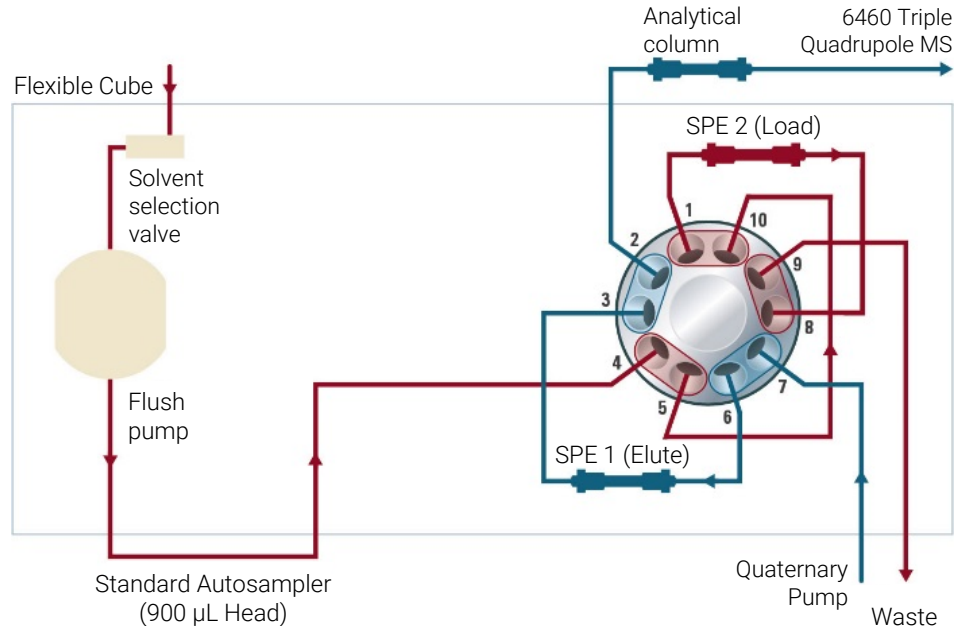 Analytical
column
6460 Triple
Quadrupole MS
Flexible Cube
SPE 2 (Load)
Solvent
selection
valve
1
10
2
9
3
8
4
7
5
6
Flush
pump
SPE 1 (Elute)
Standard Autosampler
(900 µL Head)
Quaternary
Pump
Waste